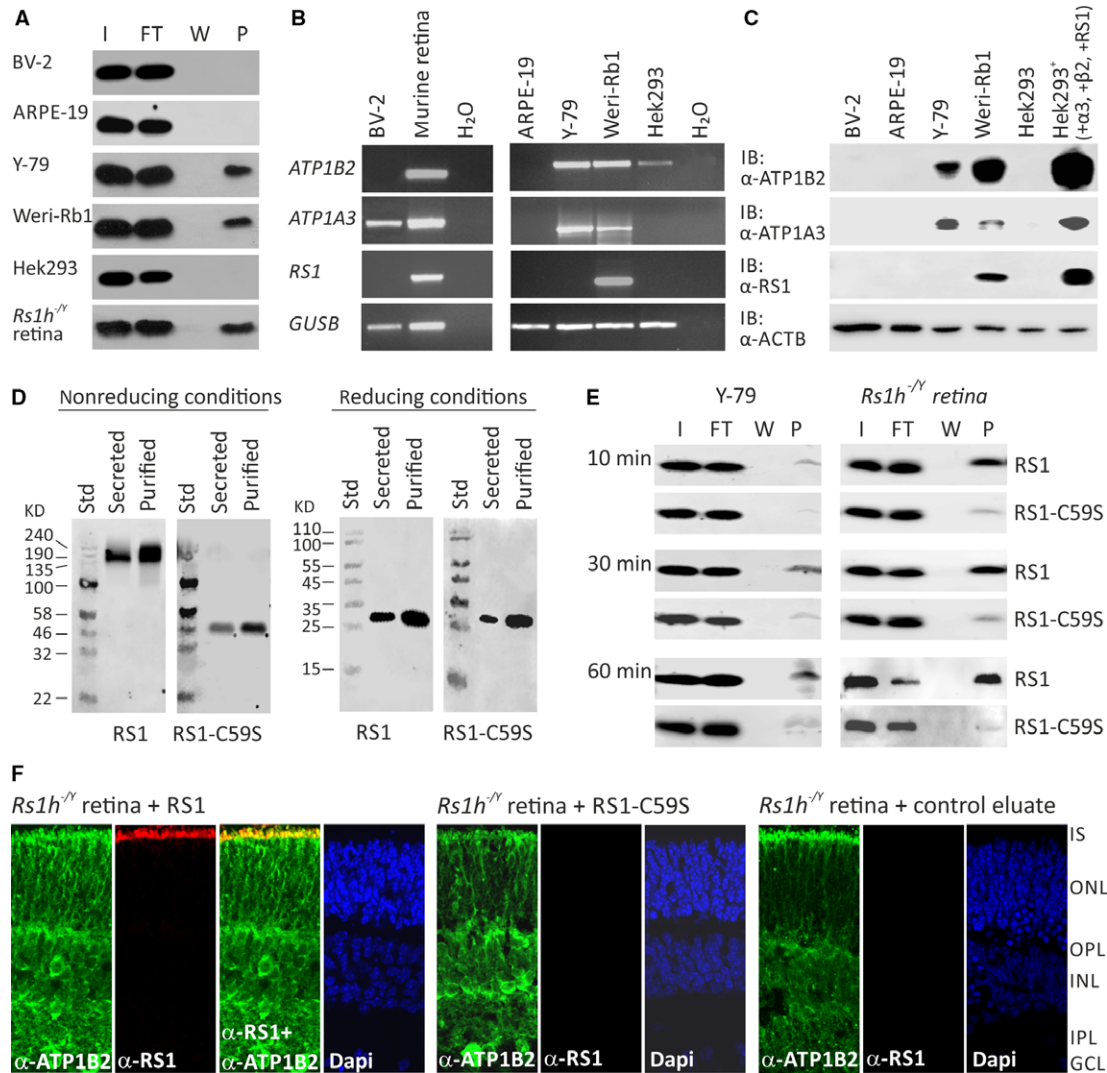 A
I FT W P
BV-2
ARPE-19
Y-79
Weri-Rb1
Hek293
Rs1h-/Y
retina
B
BV-2
Murine retina
H2O
ARPE-19
Y-79
Weri-Rb1
Hek293
H2O
ATP1B2
ATP1A3
RS1
GUSB
C
BV-2
ARPE-19
Y-79
Weri-Rb1
Hek293
Hek293+
(+α3, +β2, +RS1)
IB:
α-ATP1B2
IB:
α-ATP1A3
IB:
α-RS1
IB:
α-ACTB
D
Nonreducing conditions
Reducing conditions
KD
Std
Secreted
Purified
Secreted
Purified
240
190
135
100
58
46
32
22
Std
RS1
RS1-C59S
KD
Std
Secreted
Purified
Std
Secreted
Purified
110
100
55
45
35
25
15
RS1
RS1-C59S
E
Y-79
Rs1h-/Y retina
I FT W P
I FT W P
10 min
RS1
RS1-C59S
30 min
RS1
RS1-C59S
60 min
RS1
RS1-C59S
F
Rs1h-/Y retina + RS1
Rs1h-/Y retina + RS1-C59S
Rs1h-/Y retina + control eluate
α-ATP1B2
α-RS1
α-RS1+
α-ATP1B2
Dapi
α-ATP1B2
α-RS1
Dapi
α-ATP1B2
α-RS1
Dapi
IS
ONL
OPL
INL
IPL
GCL